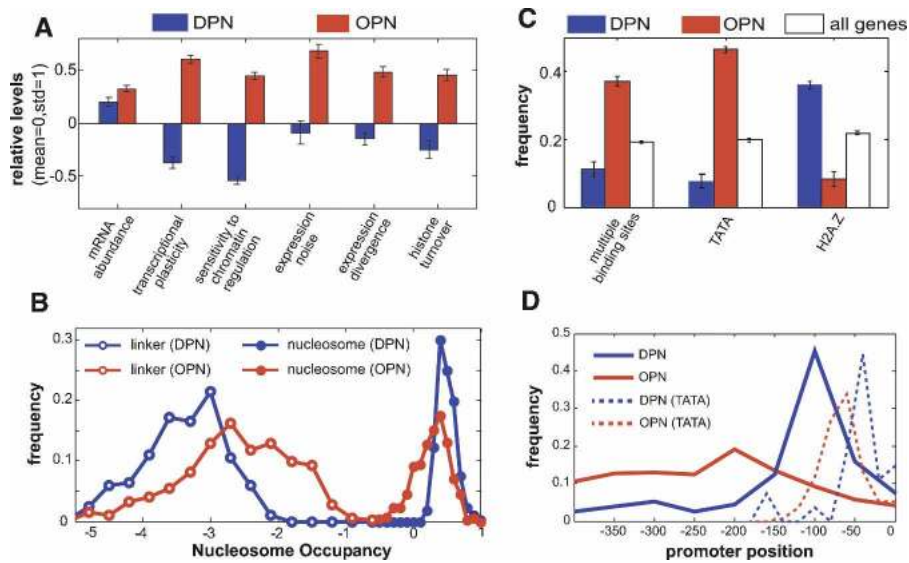 A
DPN
OPN
relative levels
(mean=0,std=1)
0.5
0
-0.5
mRNA
abundance
transcriptional
plasticity
sensitivity to
chromatin
regulation
expression
noise
expression
divergence
histone
turnover
C
DPN
OPN
all genes
frequency
0.4
0.2
0
multiple
binding sites
TATA
H2A.Z
B
linker (DPN)
nucleosome (DPN)
linker (OPN)
nucleosome (OPN)
frequency
0.3
0.2
0.1
0
-5
-4
-3
-2
-1
0
1
Nucleosome Occupancy
D
DPN
OPN
DPN (TATA)
OPN (TATA)
frequency
0.5
0.4
0.3
0.2
0.1
0
-350
-300
-250
-200
-150
-100
-50
0
promoter position